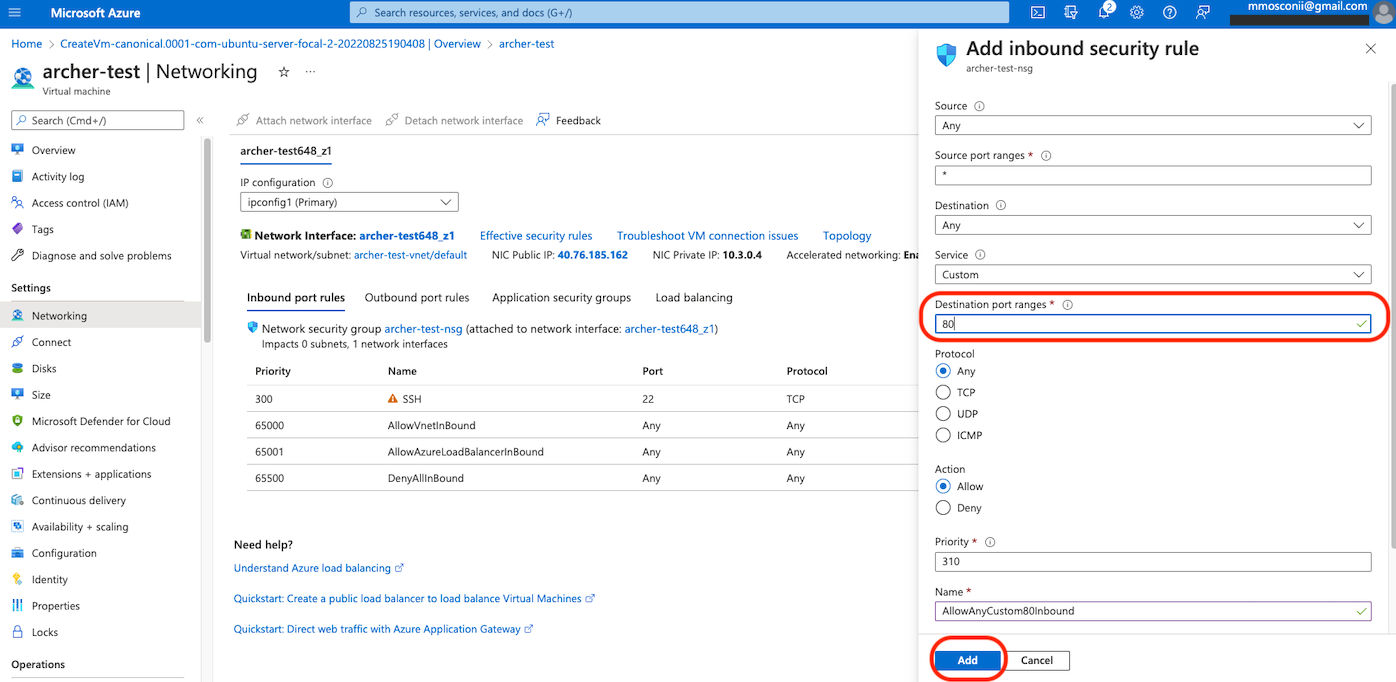 Microsoft Azure
Search resources, services, and docs (G+/)
2
mmosconii@gmail.com
Home > CreateVm-canonical.0001-com-ubuntu-server-focal-2-20220825190408 | Overview > archer-test
archer-test | Networking
Virtual machine
Search (Cmd+/)
Overview
Activity log
Access control (IAM)
Tags
Diagnose and solve problems
Settings
Networking
Connect
Disks
Size
Microsoft Defender for Cloud
Advisor recommendations
Extensions + applications
Continuous delivery
Availability + scaling
Configuration
Identity
Properties
Locks
Operations
Attach network interface Detach network interface Feedback
archer-test648_z1
IP configuration
ipconfig1 (Primary)
Network Interface: archer-test648_z1 Effective security rules Troubleshoot VM connection issues Topology
Virtual network/subnet: archer-test-vnet/default NIC Public IP: 40.76.185.162 NIC Private IP: 10.3.0.4 Accelerated networking: Ena
Inbound port rules Outbound port rules Application security groups Load balancing
Network security group archer-test-nsg (attached to network interface: archer-test648_z1)
Impacts 0 subnets, 1 network interfaces
Priority Name Port Protocol
300 SSH 22 TCP
65000 AllowVnetInBound Any Any
65001 AllowAzureLoadBalancerInBound Any Any
65500 DenyAllInBound Any Any
Need help?
Understand Azure load balancing
Quickstart: Create a public load balancer to load balance Virtual Machines
Quickstart: Direct web traffic with Azure Application Gateway
Add inbound security rule
archer-test-nsg
Source
Any
Source port ranges *
*
Destination
Any
Service
Custom
Destination port ranges *
80
Protocol
Any
TCP
UDP
ICMP
Action
Allow
Deny
Priority *
310
Name *
AllowAnyCustom80Inbound
Add Cancel